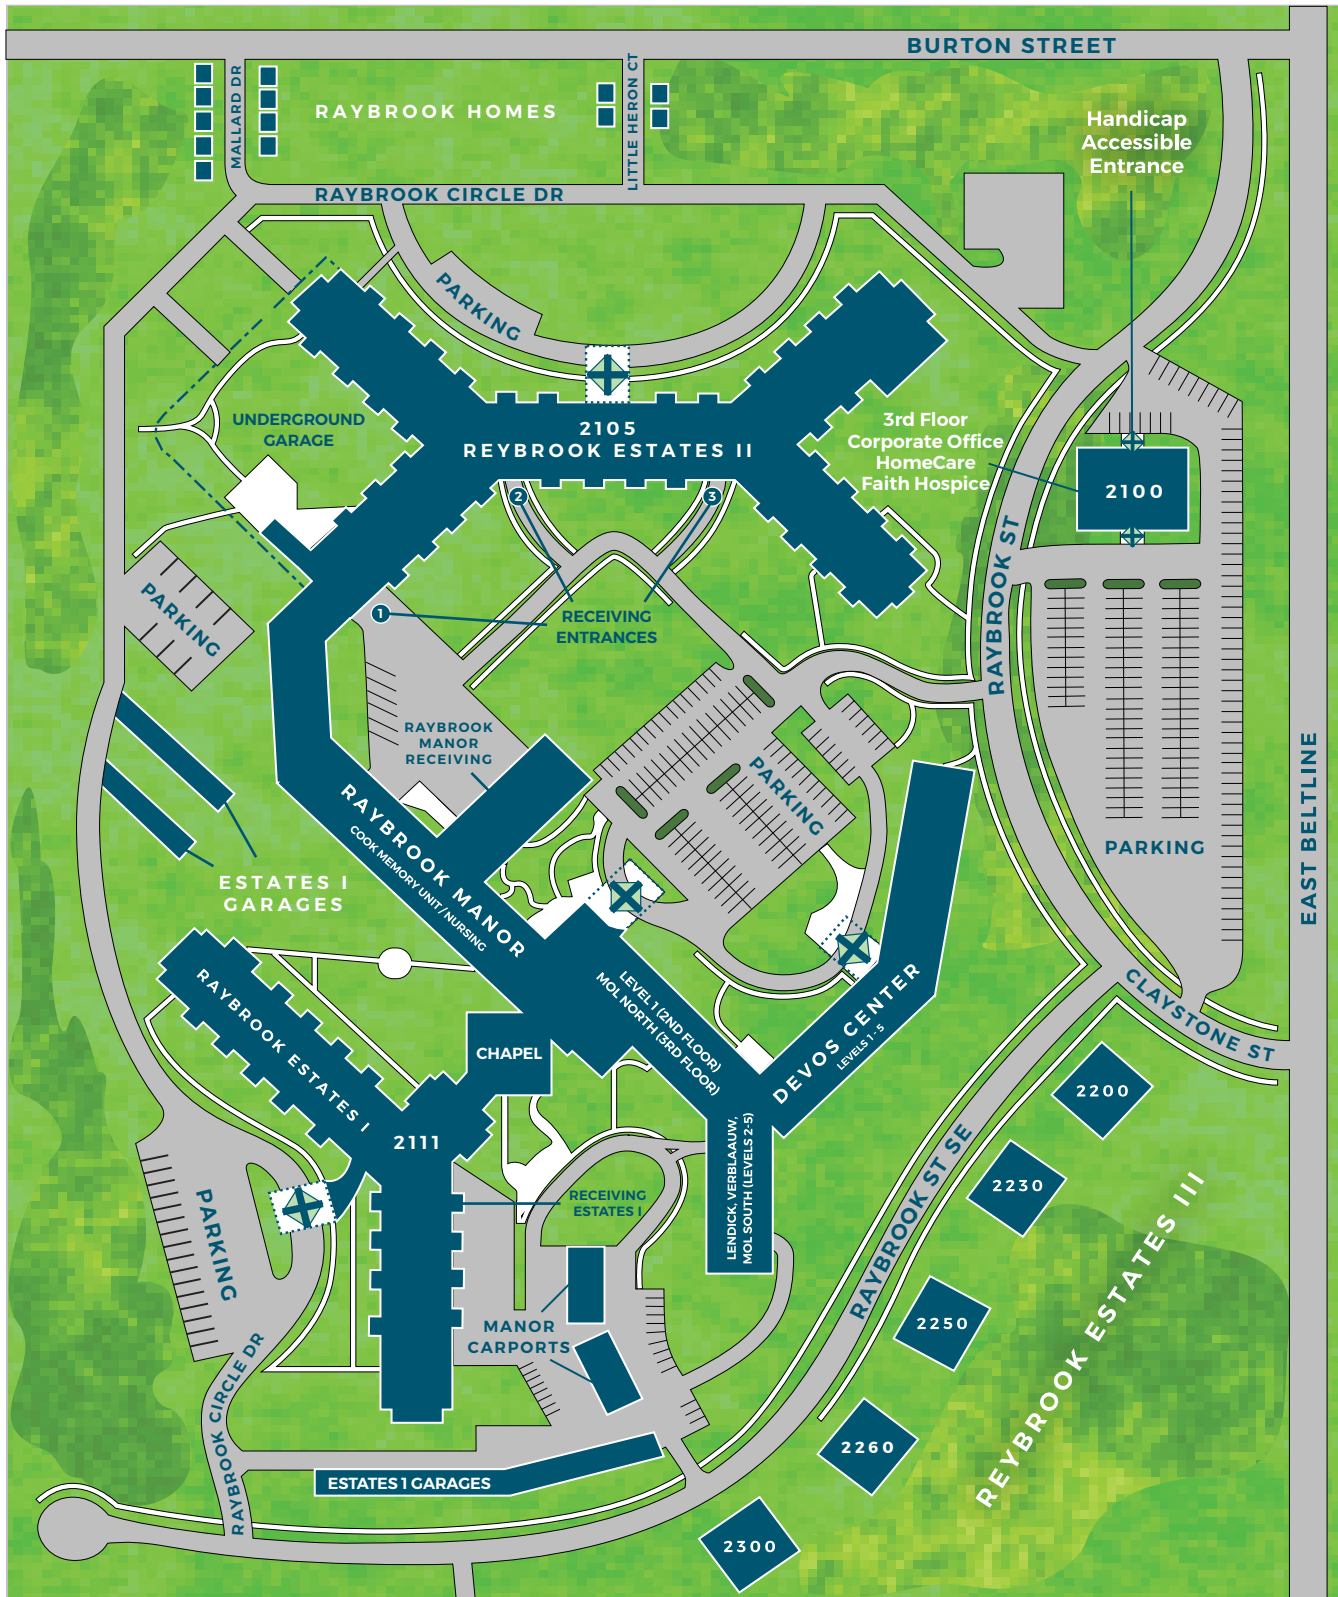 BURTON STREET
MALLARD DR
RAYBROOK HOMES
LITTLE HERON CT
Handicap
Accessible
Entrance
RAYBROOK CIRCLE DR
PARKING
UNDERGROUND
GARAGE
2105
REYBROOK ESTATES II
3rd Floor
Corporate Office
HomeCare
Faith Hospice
2100
2
3
RAYBROOK ST
PARKING
1
RECEIVING
ENTRANCES
RAYBROOK
MANOR
RECEIVING
PARKING
PARKING
EAST BELTLINE
RAYBROOK MANOR
COOK MEMORY UNIT/NURSING
ESTATES I
GARAGES
RAYBROOK ESTATES I
LEVEL 1 (2ND FLOOR)
MOL NORTH (3RD FLOOR)
DEVOS CENTER
LEVELS 1 - 5
CLAYSTONE ST
CHAPEL
2111
2200
LENDICK, VERBLAAUW,
MOL SOUTH (LEVELS 2-5)
RAYBROOK ST SE
2230
RECEIVING
ESTATES I
PARKING
REYBROOK ESTATES III
2250
MANOR
CARPORTS
RAYBROOK CIRCLE DR
2260
ESTATES 1 GARAGES
2300